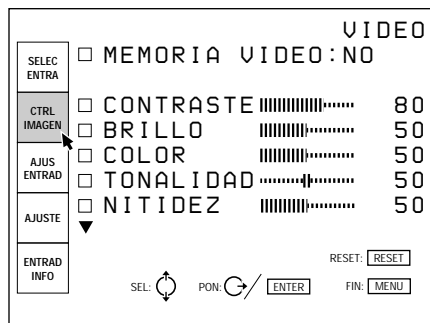 VIDEO
SELEC
ENTRA
MEMORIA VIDEO:NO
CTRL
IMAGEN
CONTRASTE 80
BRILLO 50
AJUS
ENTRAD
COLOR 50
TONALIDAD 50
AJUSTE
NITIDEZ 50
ENTRAD
INFO
RESET: RESET
SEL: PON: ENTER FIN: MENU